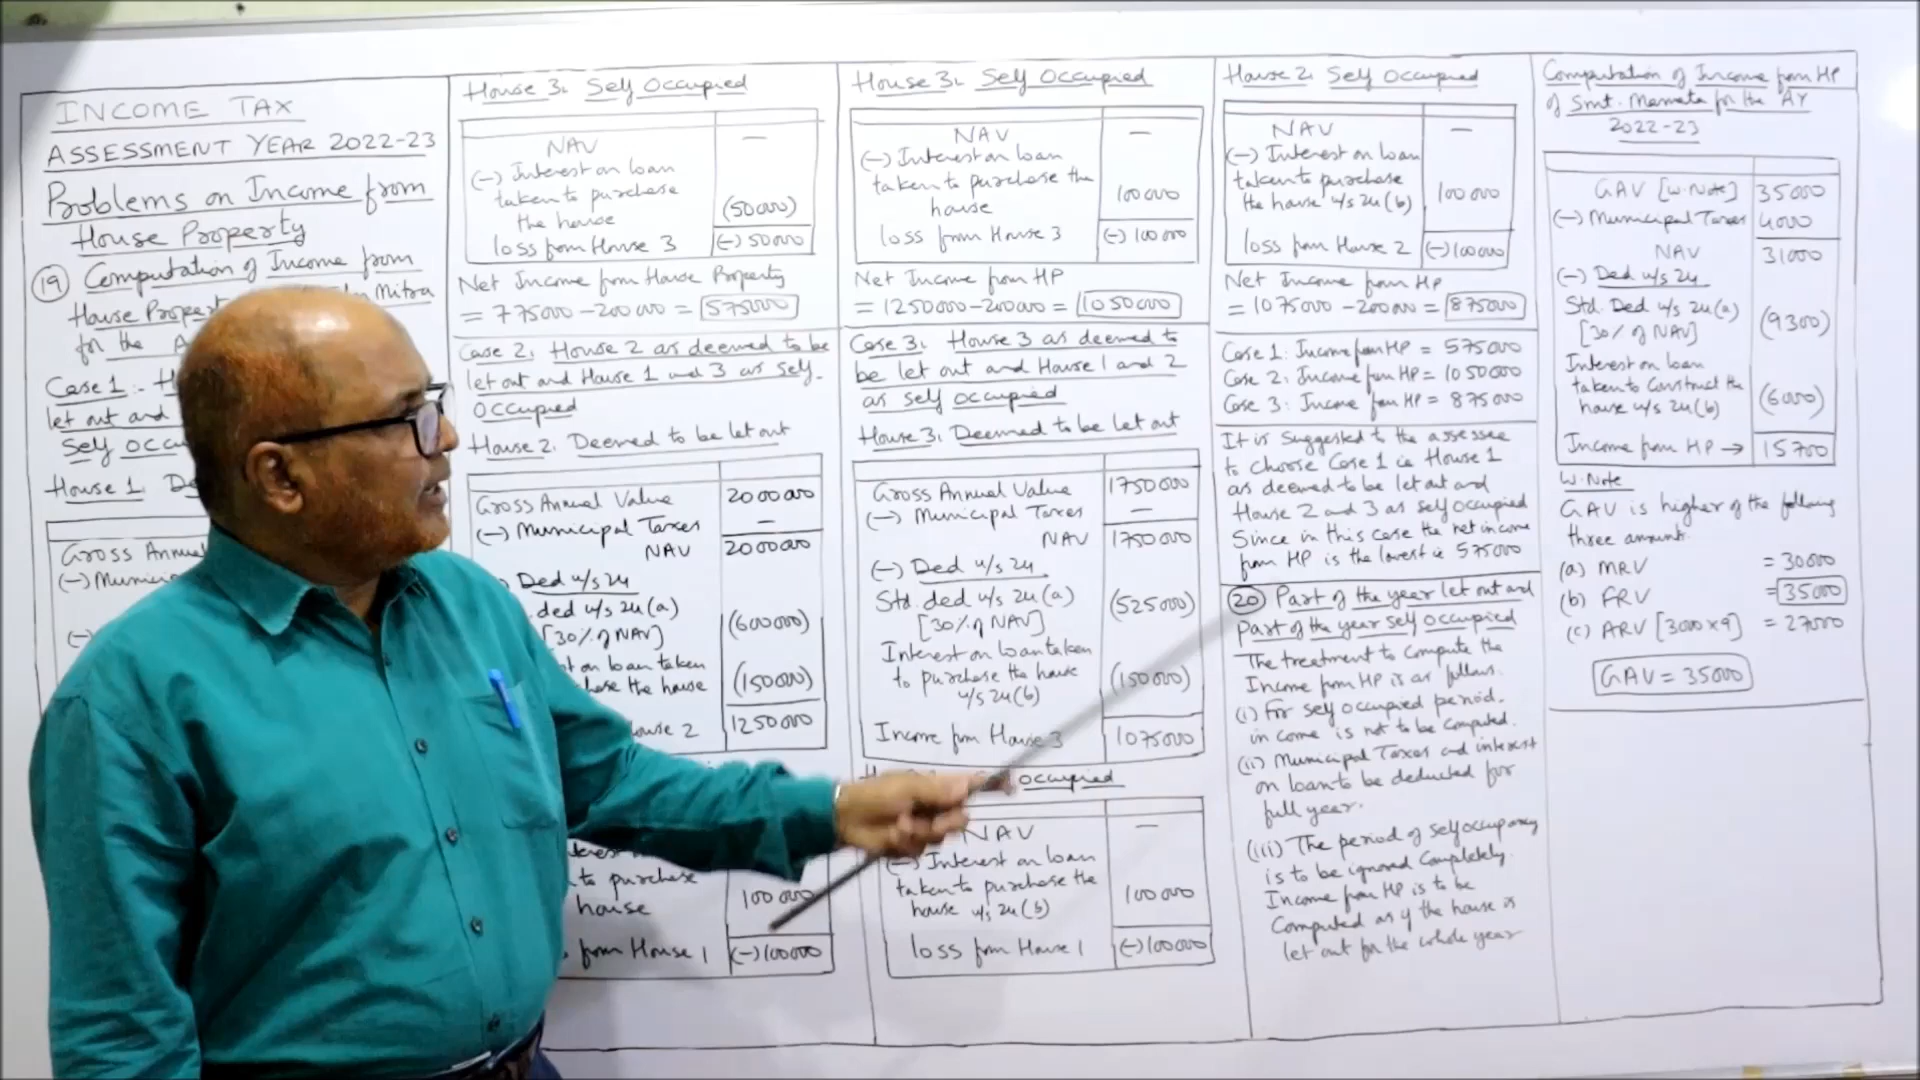 INCOME TAX
ASSESSMENT YEAR 2022-23
Problems on Income from
House Property
(19) Computation of Income from
House Proper Mitra
for the A
Case 1:- H
let out and
Self occu
House 1. De
Gross Annu
(-) Munici
House 3. Self Occupied
NAV —
(-) Interest on loan
taken to purchase
the house (50000)
loss from House 3 (-) 50000
Net Income from House Property
= 775000 - 200000 = 575000
Case 2. House 2 as deemed to be
let out and House 1 and 3 as self-
occupied
House 2. Deemed to be let out
Gross Annual Value 2000000
(-) Municipal Taxes —
NAV 2000000
Ded u/s 24
ded u/s 24(a)
[30% of NAV] (600000)
on loan taken
the house (150000)
House 2 1250000
to purchase
house 100000
from House 1 (-) 100000
House 3. Self Occupied
NAV —
(-) Interest on loan
taken to purchase the
house 100000
loss from House 3 (-) 100000
Net Income from HP
= 1250000 - 200000 = 1050000
Case 3. House 3 as deemed to
be let out and House 1 and 2
as self occupied
House 3. Deemed to be let out
Gross Annual Value 1750000
(-) Municipal Taxes —
NAV 1750000
(-) Ded u/s 24
Std. ded u/s 24(a)
[30% of NAV] (525000)
Interest on loan taken
to purchase the house
u/s 24(b) (150000)
Income from House 3 1075000
occupied
NAV —
(-) Interest on loan
taken to purchase the
house u/s 24(b) 100000
loss from House 1 (-) 100000
House 2. Self Occupied
NAV —
(-) Interest on loan
taken to purchase
the house u/s 24(b) 100000
loss from House 2 (-) 100000
Net Income from HP
= 1075000 - 200000 = 875000
Case 1: Income from HP = 575000
Case 2: Income from HP = 1050000
Case 3: Income from HP = 875000
It is suggested to the assessee
to choose Case 1 ie House 1
as deemed to be let out and
House 2 and 3 as self occupied
Since in this case the net income
from HP is the lowest ie 575000
(20) Part of the year let out and
part of the year self occupied
The treatment to compute the
Income from HP is as follows.
(i) For self occupied period,
income is not to be computed.
(ii) Municipal Taxes and interest
on loan to be deducted for
full year.
(iii) The period of self occupancy
is to be ignored completely.
Income from HP is to be
Computed as if the house is
let out for the whole year
Computation of Income from HP
of Smt. Mamata for the AY
2022-23
GAV [W.Note] 35000
(-) Municipal Taxes 4000
NAV 31000
(-) Ded u/s 24
Std. Ded u/s 24(a)
[30% of NAV] (9300)
Interest on loan
taken to construct the
house u/s 24(b) (6000)
Income from HP → 15700
W.Note
GAV is higher of the following
three amount.
(a) MRV = 30000
(b) FRV = 35000
(c) ARV [3000x9] = 27000
GAV = 35000